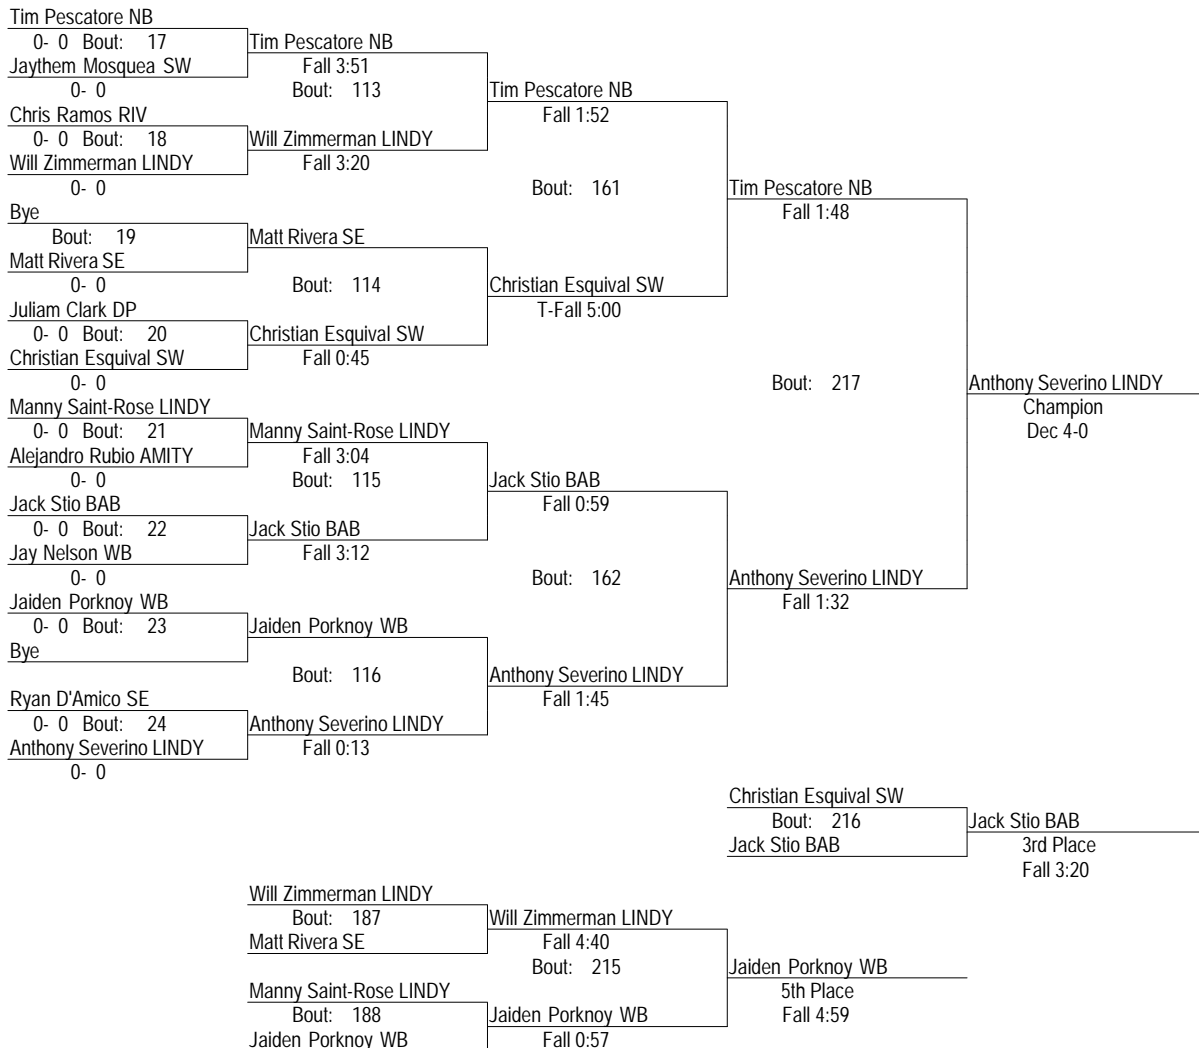 Tim Pescatore NB
0- 0 Bout: 17
Tim Pescatore NB
Jaythem Mosquea SW
Fall 3:51
0- 0
Bout: 113
Tim Pescatore NB
Chris Ramos RIV
Fall 1:52
0- 0 Bout: 18
Will Zimmerman LINDY
Will Zimmerman LINDY
Fall 3:20
0- 0
Bout: 161
Tim Pescatore NB
Bye
Fall 1:48
Bout: 19
Matt Rivera SE
Matt Rivera SE
0- 0
Bout: 114
Christian Esquival SW
Juliam Clark DP
T-Fall 5:00
0- 0 Bout: 20
Christian Esquival SW
Christian Esquival SW
Fall 0:45
0- 0
Bout: 217
Anthony Severino LINDY
Manny Saint-Rose LINDY
Champion
0- 0 Bout: 21
Manny Saint-Rose LINDY
Dec 4-0
Alejandro Rubio AMITY
Fall 3:04
0- 0
Bout: 115
Jack Stio BAB
Jack Stio BAB
Fall 0:59
0- 0 Bout: 22
Jack Stio BAB
Jay Nelson WB
Fall 3:12
0- 0
Bout: 162
Anthony Severino LINDY
Jaiden Porknoy WB
Fall 1:32
0- 0 Bout: 23
Jaiden Porknoy WB
Bye
Bout: 116
Anthony Severino LINDY
Ryan D'Amico SE
Fall 1:45
0- 0 Bout: 24
Anthony Severino LINDY
Anthony Severino LINDY
Fall 0:13
0- 0
Christian Esquival SW
Bout: 216
Jack Stio BAB
Jack Stio BAB
3rd Place
Fall 3:20
Will Zimmerman LINDY
Bout: 187
Will Zimmerman LINDY
Matt Rivera SE
Fall 4:40
Bout: 215
Jaiden Porknoy WB
Manny Saint-Rose LINDY
5th Place
Bout: 188
Jaiden Porknoy WB
Fall 4:59
Jaiden Porknoy WB
Fall 0:57